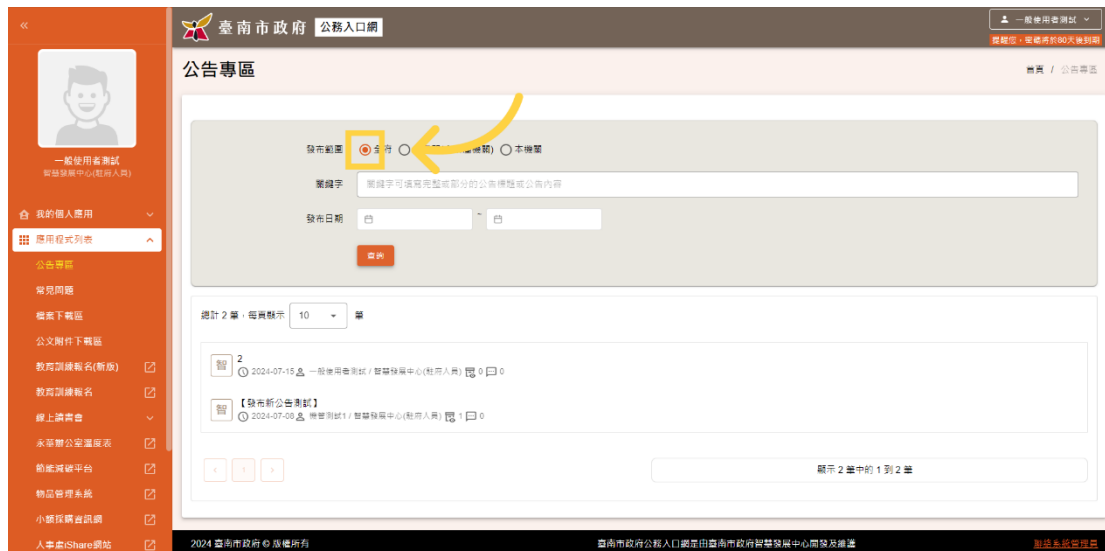 «
臺南市政府 公務入口網
一般使用者測試
提醒您，密碼將於80天後到期
公告專區
首頁 / 公告專區
一般使用者測試
智慧發展中心(駐府人員)
我的個人應用
應用程式列表
公告專區
常見問題
檔案下載區
公文附件下載區
教育訓練報名(新版)
教育訓練報名
線上讀書會
永華辦公室溫度表
節能減碳平台
物品管理系統
小額採購資訊網
人事處iShare網站
發布範圍 全府 機關) 本機關
關鍵字 關鍵字可填寫完整或部分的公告標題或公告內容
發布日期 ~
查詢
總計 2 筆，每頁顯示 10 筆
智 2
2024-07-15 一般使用者測試 / 智慧發展中心(駐府人員) 0 0
智 【發布新公告測試】
2024-07-08 機管測試1 / 智慧發展中心(駐府人員) 1 0
‹ 1 ›
顯示 2 筆中的 1 到 2 筆
2024 臺南市政府 © 版權所有
臺南市政府公務入口網是由臺南市政府智慧發展中心開發及維護
聯絡系統管理員